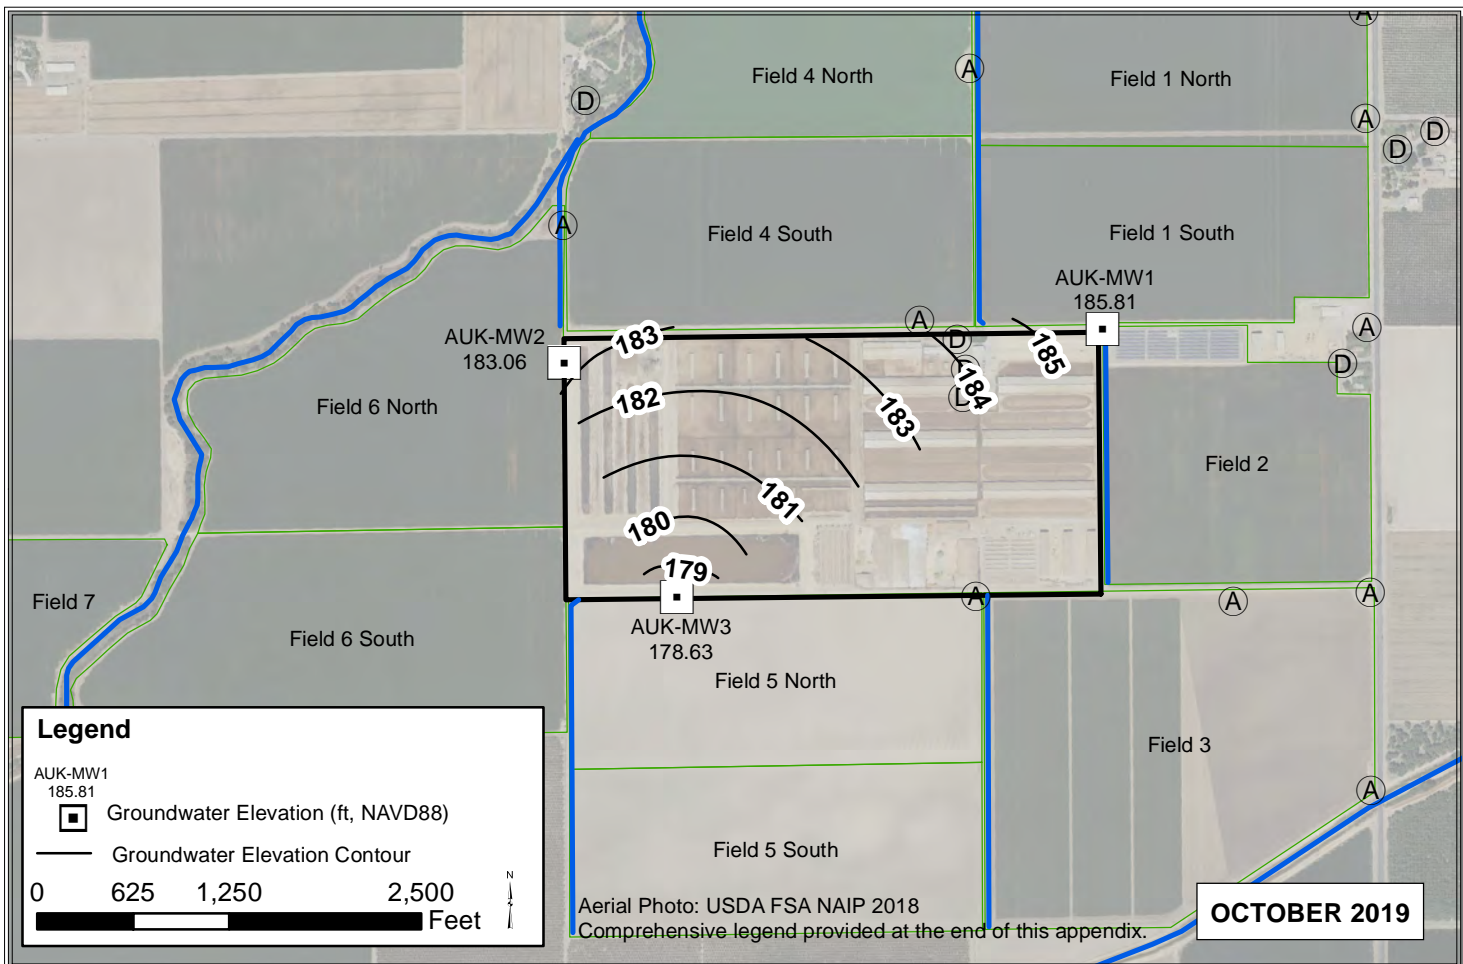 A
Field 4 North
A
Field 1 North
D
A
D
D
A
Field 4 South
Field 1 South
AUK-MW1
185.81
A
D
A
AUK-MW2
183.06
183
185
D
184
D
182
183
Field 6 North
Field 2
181
180
179
Field 7
A
A
A
AUK-MW3
178.63
Field 6 South
Field 5 North
Field 3
A
Field 5 South
Legend
AUK-MW1
185.81
Groundwater Elevation (ft, NAVD88)
Groundwater Elevation Contour
0 625 1,250 2,500
Feet
N
Aerial Photo: USDA FSA NAIP 2018
Comprehensive legend provided at the end of this appendix.
OCTOBER 2019